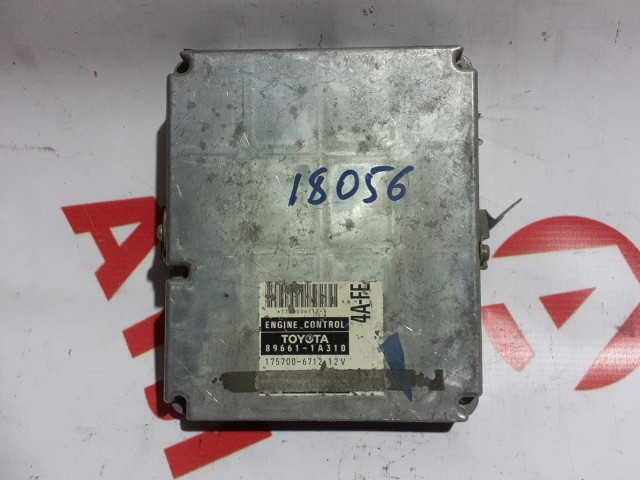 18056
4A-FE
ENGINE CONTROL
TOYOTA
89661-1A310
175700-6712 12V